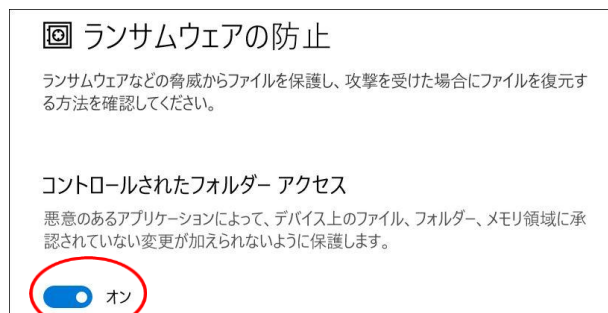 ランサムウェアの防止
ランサムウェアなどの脅威からファイルを保護し、攻撃を受けた場合にファイルを復元す
る方法を確認してください。
コントロールされたフォルダー アクセス
悪意のあるアプリケーションによって、デバイス上のファイル、フォルダー、メモリ領域に承
認されていない変更が加えられないように保護します。
オン